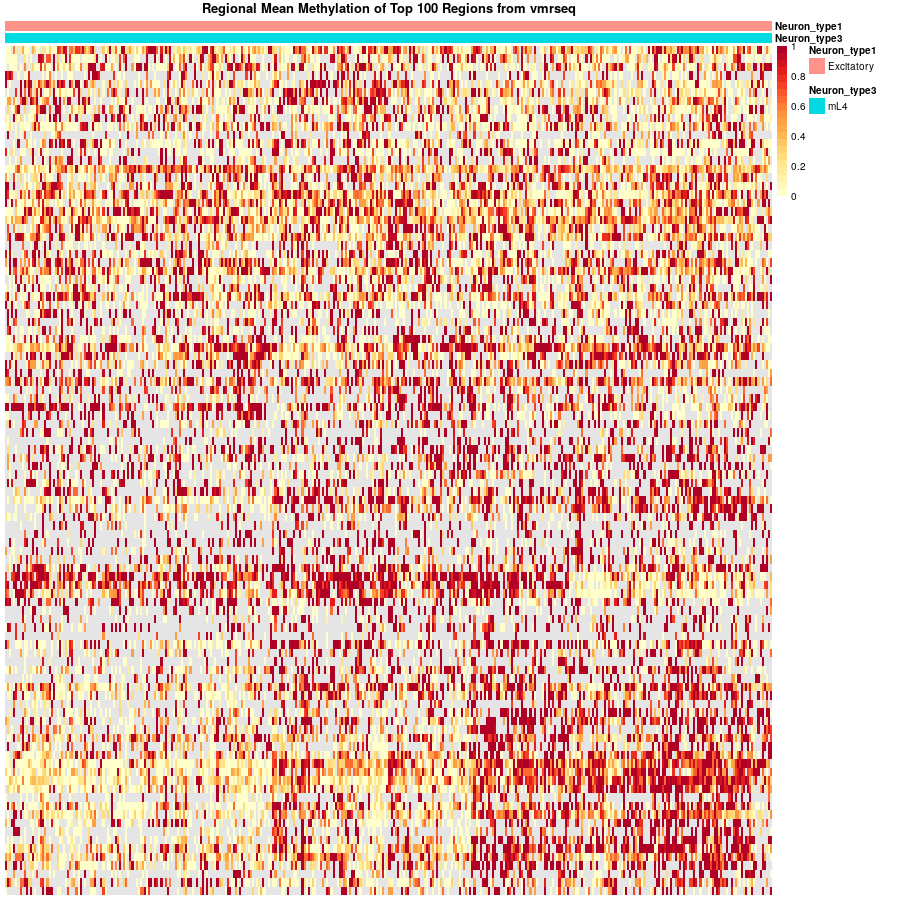 Regional Mean Methylation of Top 100 Regions from vmrseq
Neuron_type1
Neuron_type3
1
0.8
0.6
0.4
0.2
0
Neuron_type1
Excitatory
Neuron_type3
mL4